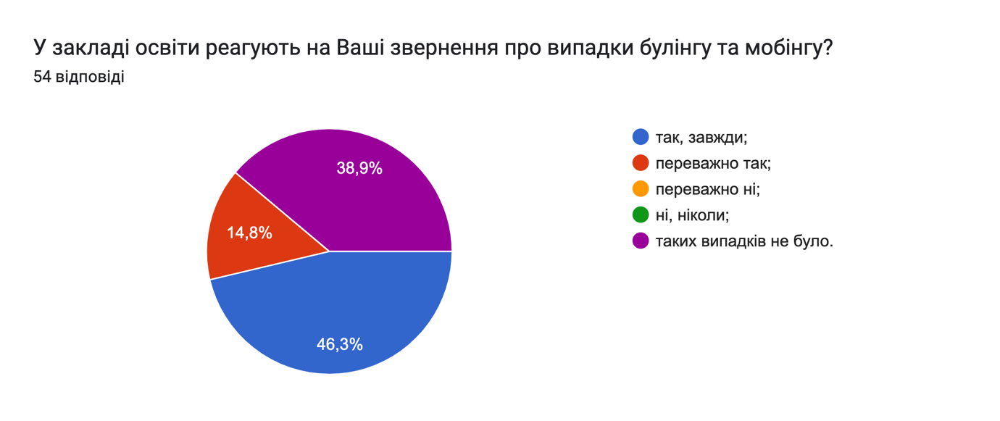 У закладі освіти реагують на Ваші звернення про випадки булінгу та мобінгу?
54 відповіді
38,9%
14,8%
46,3%
так, завжди;
переважно так;
переважно ні;
ні, ніколи;
таких випадків не було.